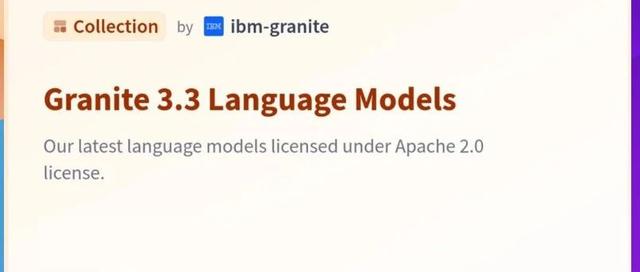 Collection by IBM ibm-granite
Granite 3.3 Language Models
Our latest language models licensed under Apache 2.0
license.